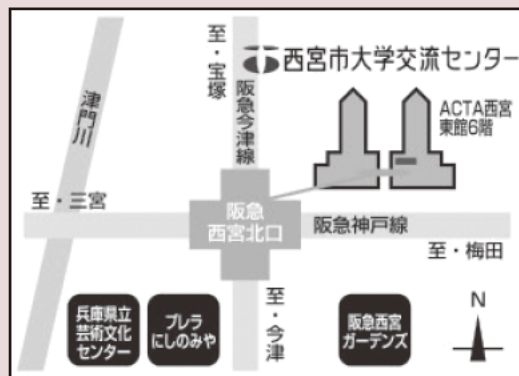 至・宝塚
西宮市大学交流センター
阪急今津線
津門川
ACTA西宮
東館6階
至・三宮
阪急
西宮北口
阪急神戸線
至・梅田
至・今津
兵庫県立
芸術文化
センター
プレラ
にしのみや
阪急西宮
ガーデンズ
N